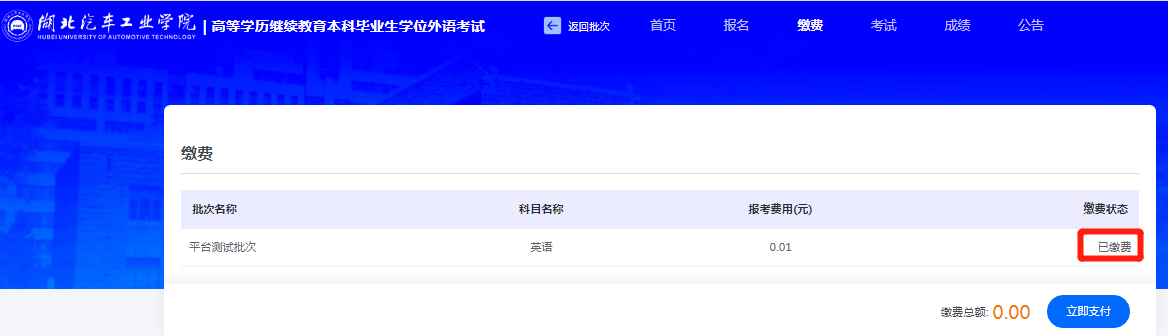 湖北汽车工业学院
HUBEI UNIVERSITY OF AUTOMOTIVE TECHNOLOGY
高等学历继续教育本科毕业生学位外语考试
返回批次 首页 报名 缴费 考试 成绩 公告
缴费
批次名称 科目名称 报考费用(元) 缴费状态
平台测试批次 英语 0.01 已缴费
缴费总额: 0.00 立即支付